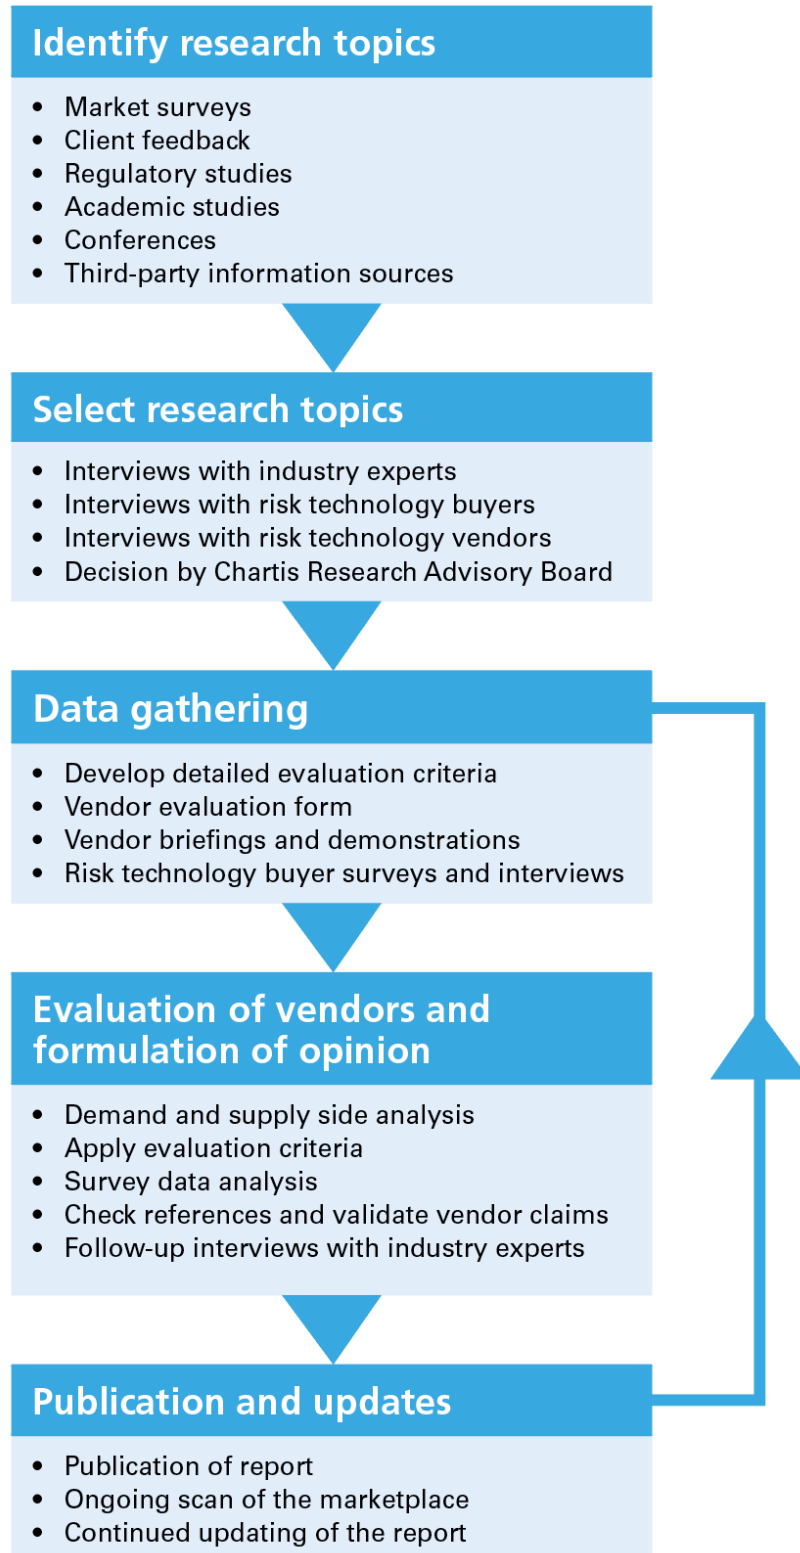 Identify research topics
• Market surveys
• Client feedback
• Regulatory studies
• Academic studies
• Conferences
• Third-party information sources
Select research topics
• Interviews with industry experts
• Interviews with risk technology buyers
• Interviews with risk technology vendors
• Decision by Chartis Research Advisory Board
Data gathering
• Develop detailed evaluation criteria
• Vendor evaluation form
• Vendor briefings and demonstrations
• Risk technology buyer surveys and interviews
Evaluation of vendors and
formulation of opinion
• Demand and supply side analysis
• Apply evaluation criteria
• Survey data analysis
• Check references and validate vendor claims
• Follow-up interviews with industry experts
Publication and updates
• Publication of report
• Ongoing scan of the marketplace
• Continued updating of the report